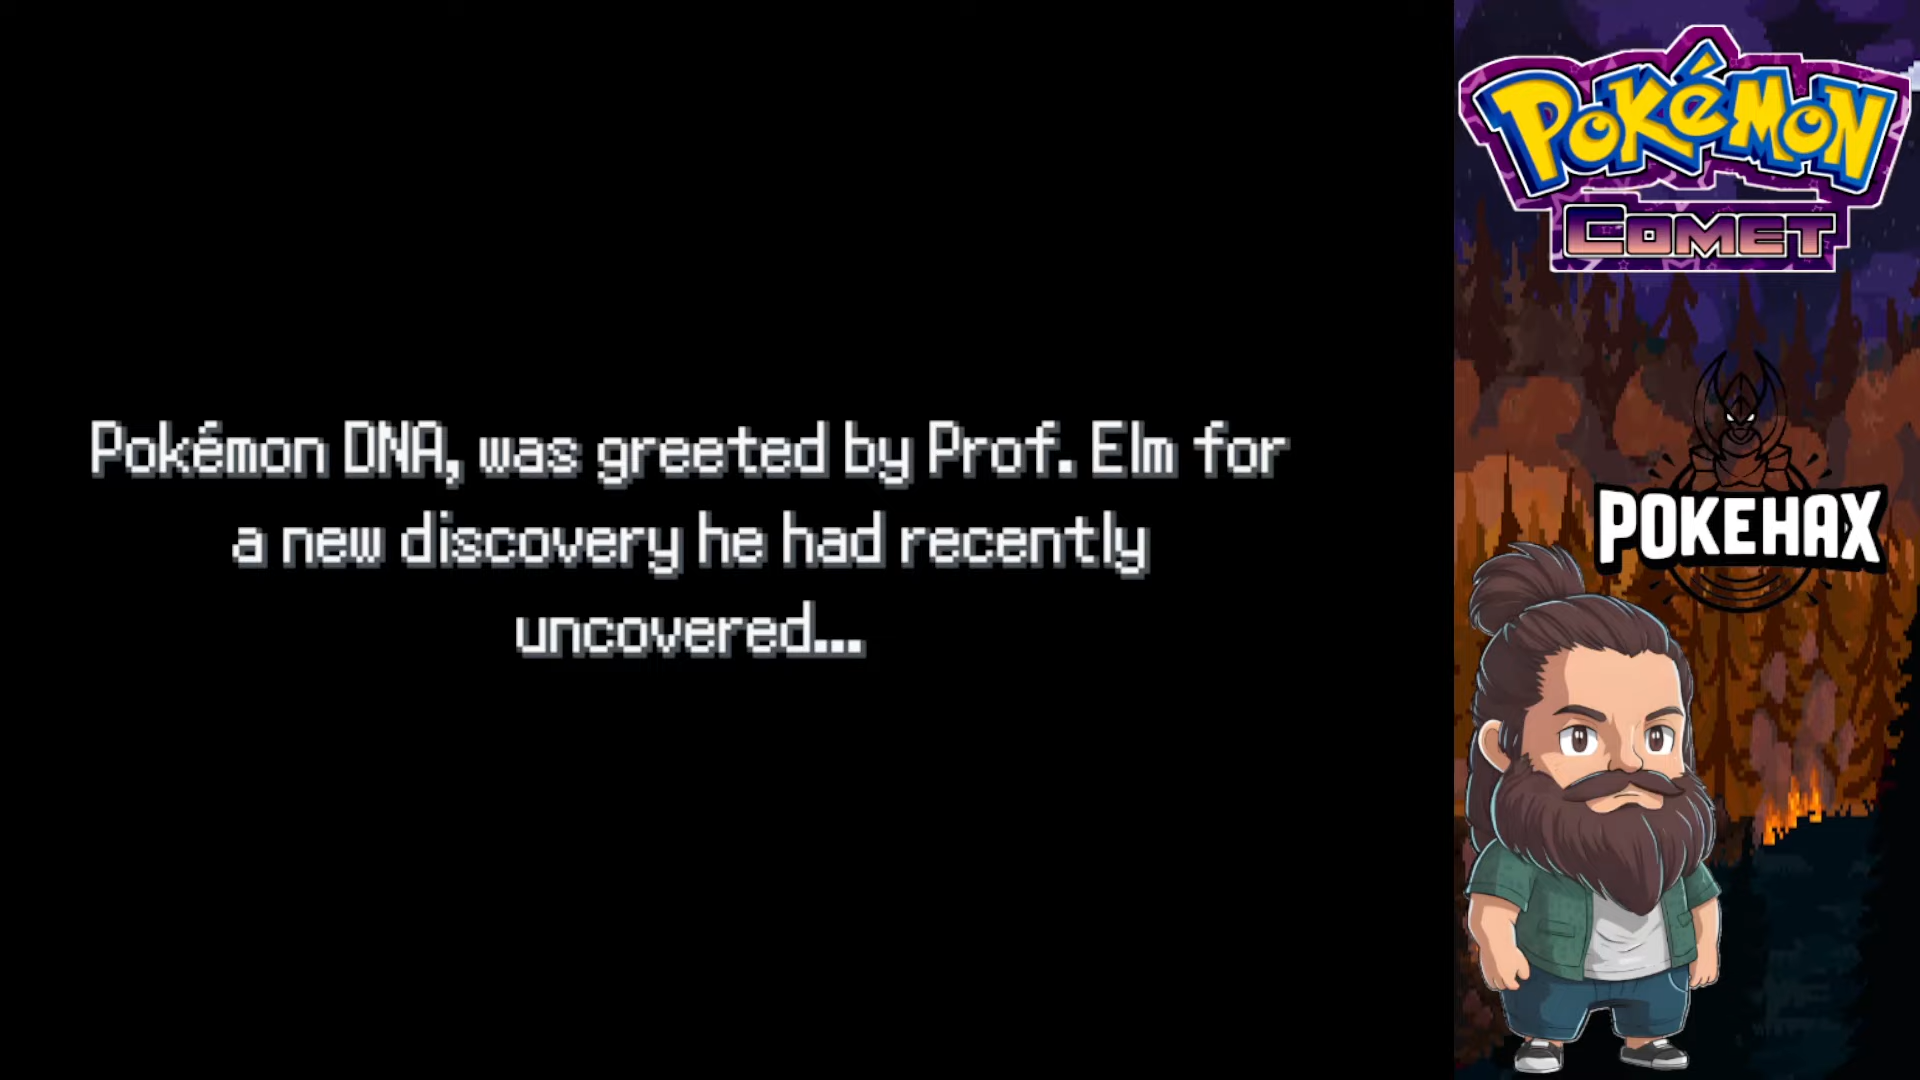 Pokémon DNA, was greeted by Prof. Elm for
a new discovery he had recently
uncovered...
POKéMON
COMET
POKEHAX